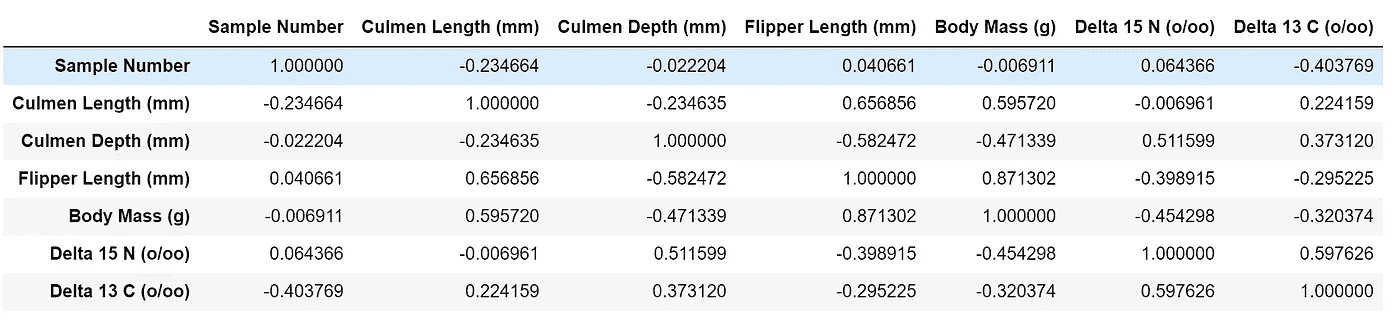 Sample Number Culmen Length (mm) Culmen Depth (mm) Flipper Length (mm) Body Mass (g) Delta 15 N (o/oo) Delta 13 C (o/oo)
Sample Number 1.000000 -0.234664 -0.022204 0.040661 -0.006911 0.064366 -0.403769
Culmen Length (mm) -0.234664 1.000000 -0.234635 0.656856 0.595720 -0.006961 0.224159
Culmen Depth (mm) -0.022204 -0.234635 1.000000 -0.582472 -0.471339 0.511599 0.373120
Flipper Length (mm) 0.040661 0.656856 -0.582472 1.000000 0.871302 -0.398915 -0.295225
Body Mass (g) -0.006911 0.595720 -0.471339 0.871302 1.000000 -0.454298 -0.320374
Delta 15 N (o/oo) 0.064366 -0.006961 0.511599 -0.398915 -0.454298 1.000000 0.597626
Delta 13 C (o/oo) -0.403769 0.224159 0.373120 -0.295225 -0.320374 0.597626 1.000000